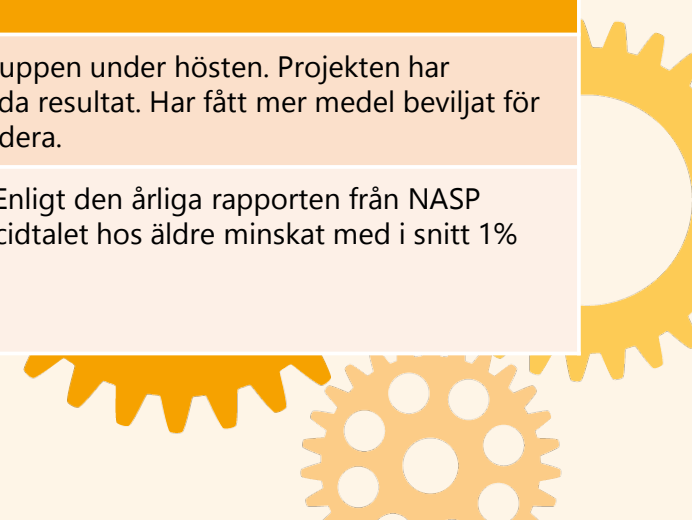 uppen under hösten. Projekten har
da resultat. Har fått mer medel beviljat för
dera.
Enligt den årliga rapporten från NASP
cidtalet hos äldre minskat med i snitt 1%